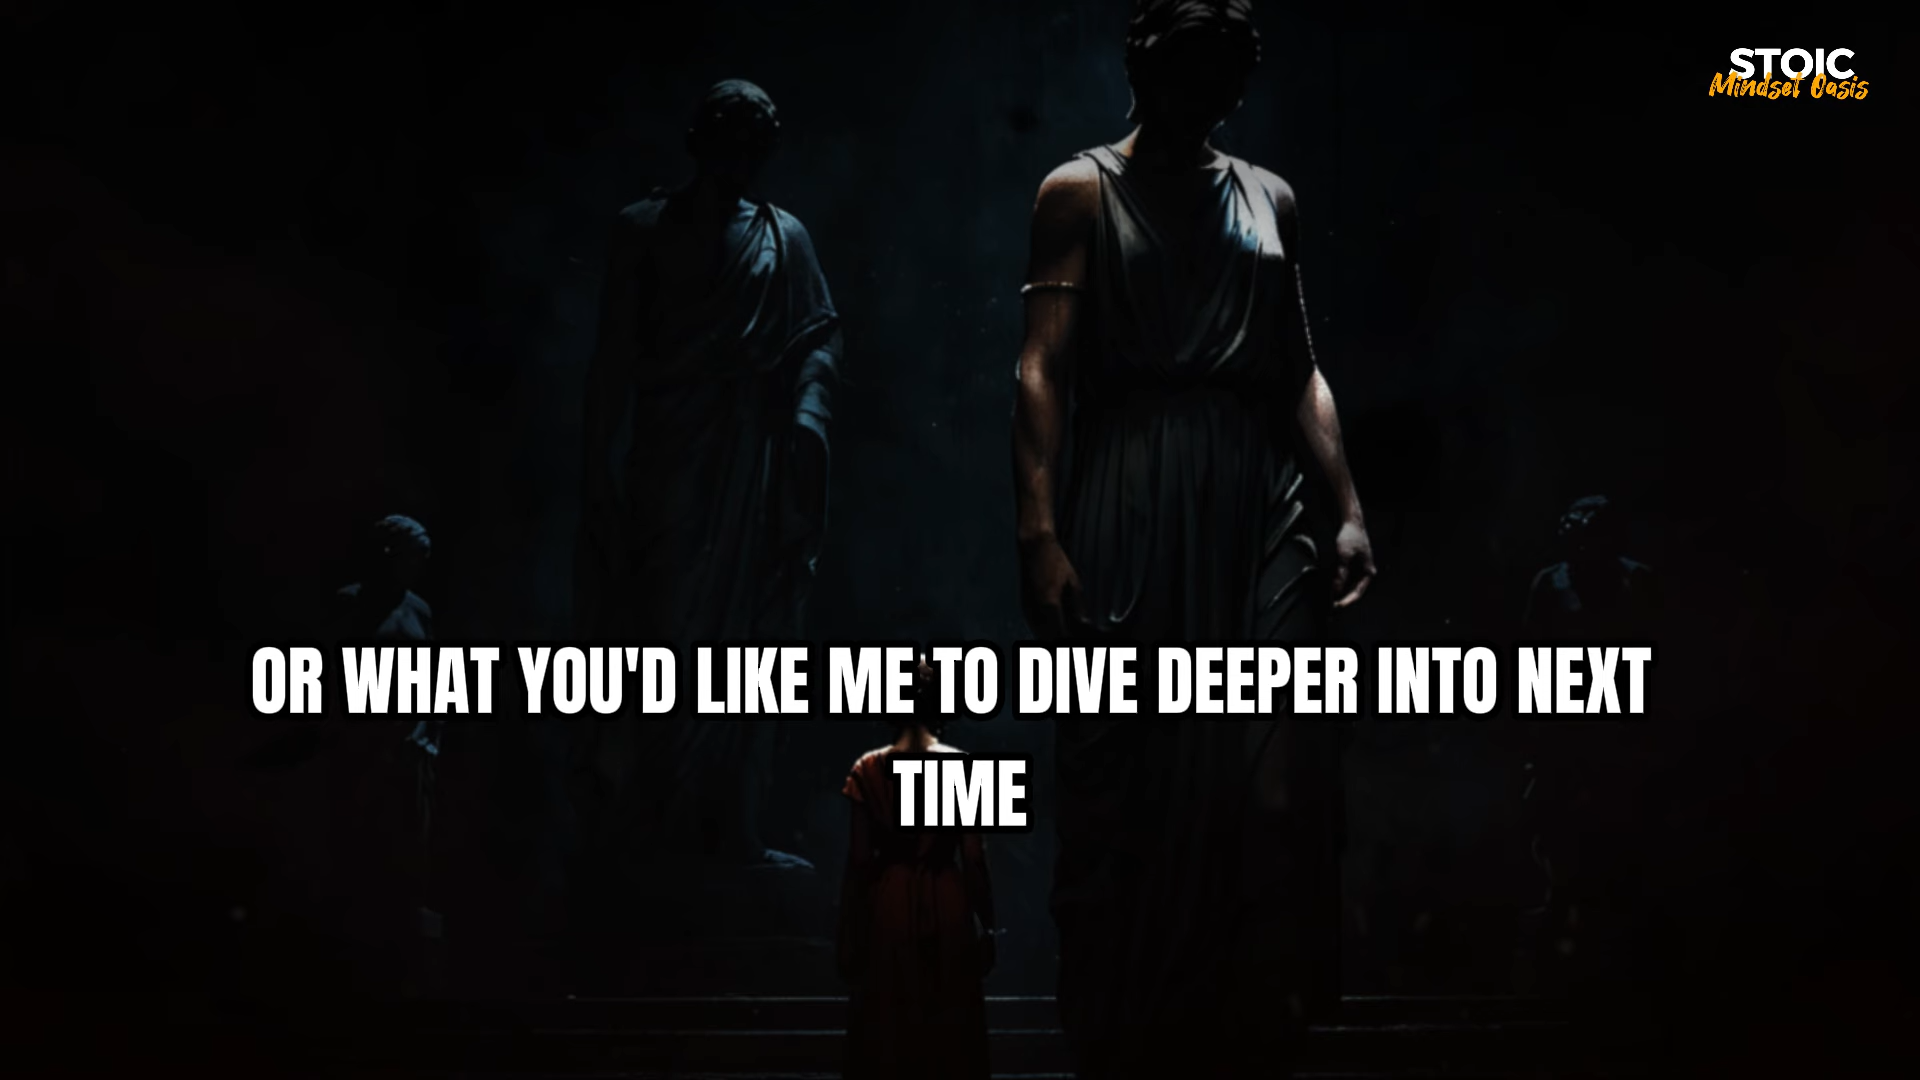 STOIC
Mindset Oasis
OR WHAT YOU'D LIKE ME TO DIVE DEEPER INTO NEXT
TIME